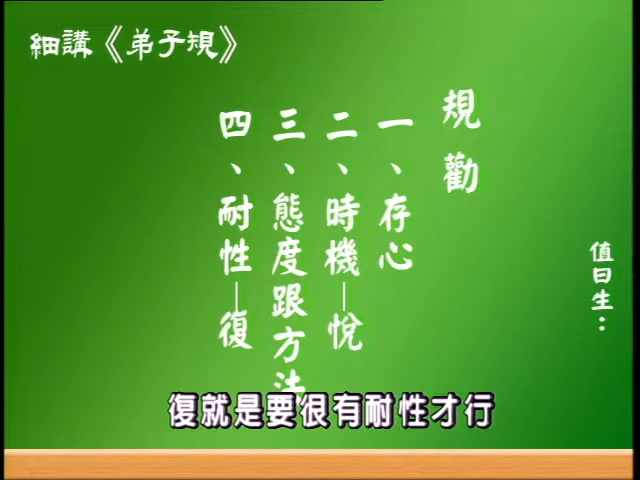 細講《弟子規》
規勸
一、存心
二、時機—悅
三、態度跟方法
四、耐性—復
值日生：
復就是要很有耐性才行